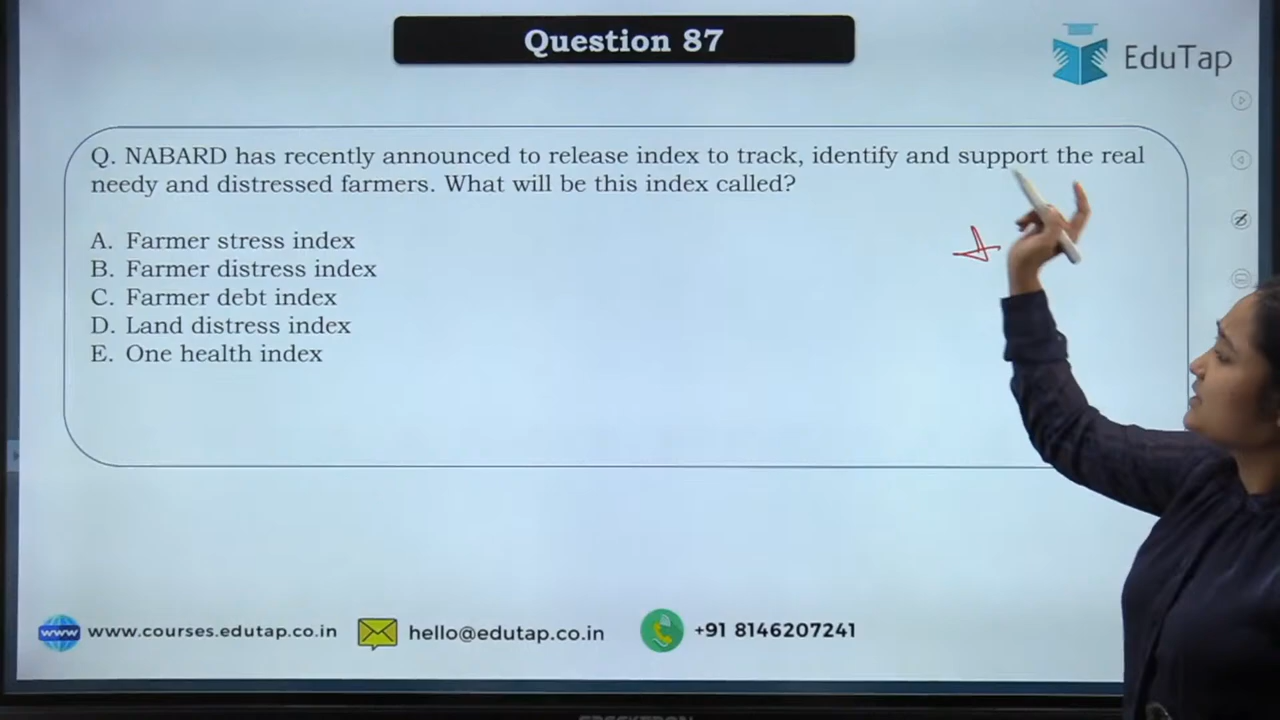 Question 87
EduTap
Q. NABARD has recently announced to release index to track, identify and support the real
needy and distressed farmers. What will be this index called?
A. Farmer stress index
B. Farmer distress index
C. Farmer debt index
D. Land distress index
E. One health index
www www.courses.edutap.co.in
hello@edutap.co.in
+91 8146207241